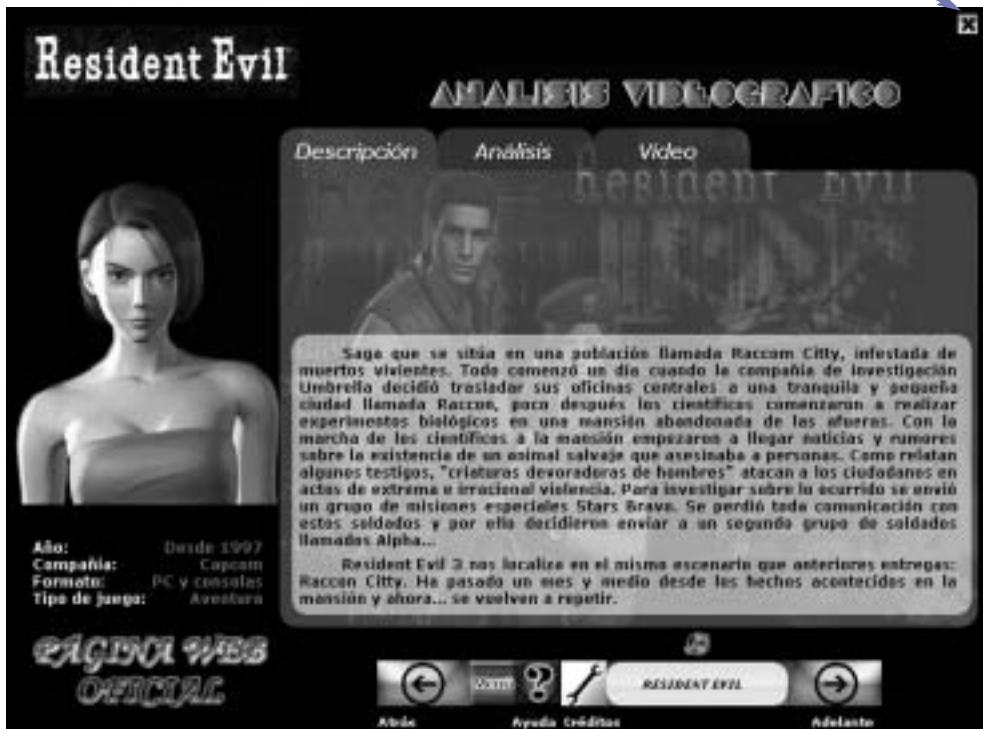 Resident Evil
ANALISIS VIDEOGRAFICO
Descripción Análisis Video
Resident Evil
Saga que se sitúa en una población llamada Raccom Citty, infestada de
muertos vivientes. Todo comenzó un día cuando la compañía de investigación
Umbrella decidió trasladar sus oficinas centrales a una tranquila y pequeña
ciudad llamada Raccon, poco después los científicos comenzaron a realizar
experimentos biológicos en una mansión abandonada de las afueras. Con la
marcha de los científicos a la mansión empezaron a llegar noticias y rumores
sobre la existencia de un animal salvaje que asesinaba a personas. Como relatan
algunos testigos, "criaturas devoradoras de hombres" atacan a los ciudadanos en
actos de extrema e irracional violencia. Para investigar sobre lo ocurrido se envió
un grupo de misiones especiales Stars Bravo. Se perdió toda comunicación con
estos soldados y por ello decidieron enviar a un segundo grupo de soldados
llamados Alpha...
Resident Evil 3 nos localiza en el mismo escenario que anteriores entregas:
Raccon Citty. Ha pasado un mes y medio desde los hechos acontecidos en la
mansión y ahora... se vuelven a repetir.
Año: Desde 1997
Compañía: Capcom
Formato: PC y consolas
Tipo de juego: Aventura
PÁGINA WEB
OFICIAL
RESIDENT EVIL
Atrás Ayuda Créditos Adelante